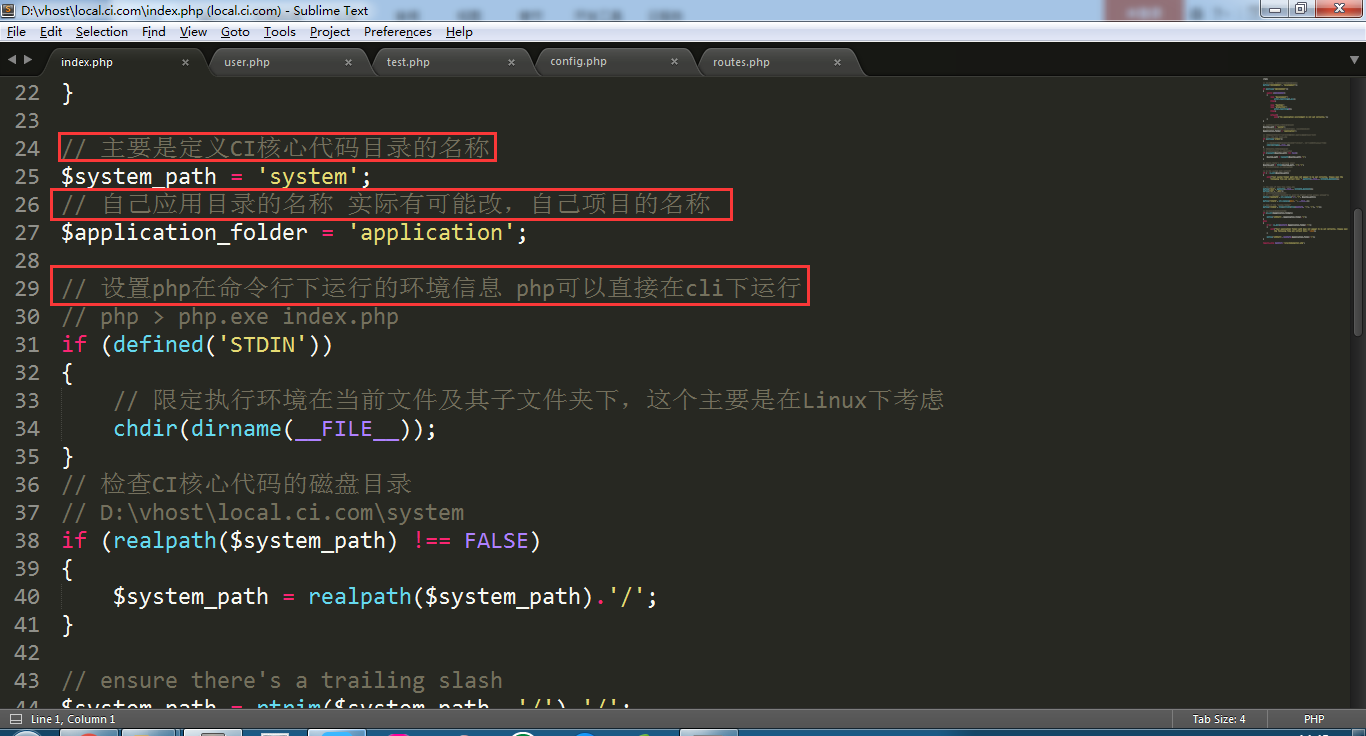 D:\vhost\local.ci.com\index.php (local.ci.com) - Sublime Text
File Edit Selection Find View Goto Tools Project Preferences Help
index.php × user.php × test.php × config.php × routes.php ×
22 }
23
24 // 主要是定义CI核心代码目录的名称
25 $system_path = 'system';
26 // 自己应用目录的名称 实际有可能改，自己项目的名称
27 $application_folder = 'application';
28
29 // 设置php在命令行下运行的环境信息 php可以直接在cli下运行
30 // php > php.exe index.php
31 if (defined('STDIN'))
32 {
33 // 限定执行环境在当前文件及其子文件夹下，这个主要是在Linux下考虑
34 chdir(dirname(__FILE__));
35 }
36 // 检查CI核心代码的磁盘目录
37 // D:\vhost\local.ci.com\system
38 if (realpath($system_path) !== FALSE)
39 {
40 $system_path = realpath($system_path).'/';
41 }
42
43 // ensure there's a trailing slash
44 $system_path = rtrim($system_path, '/').'/';
Line 1, Column 1 Tab Size: 4 PHP